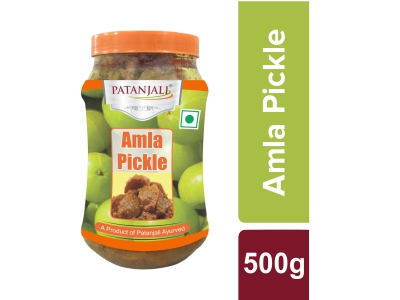 PATANJALI®
Amla
Pickle
A Product of Patanjali Ayurved
Amla Pickle
500g